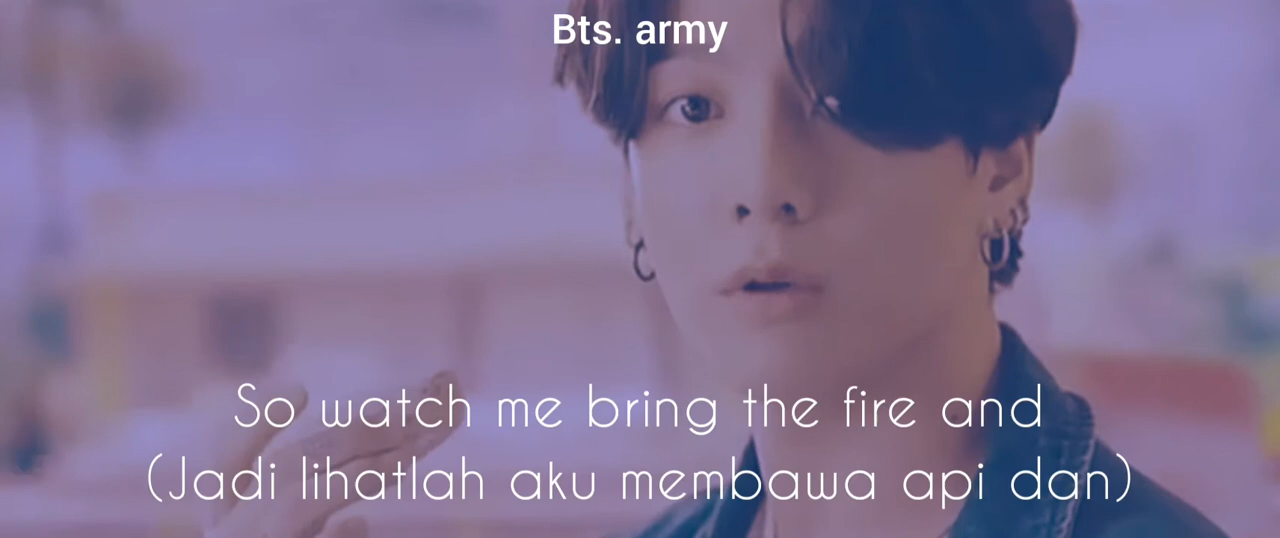 Bts. army
So watch me bring the fire and
(Jadi lihatlah aku membawa api dan)